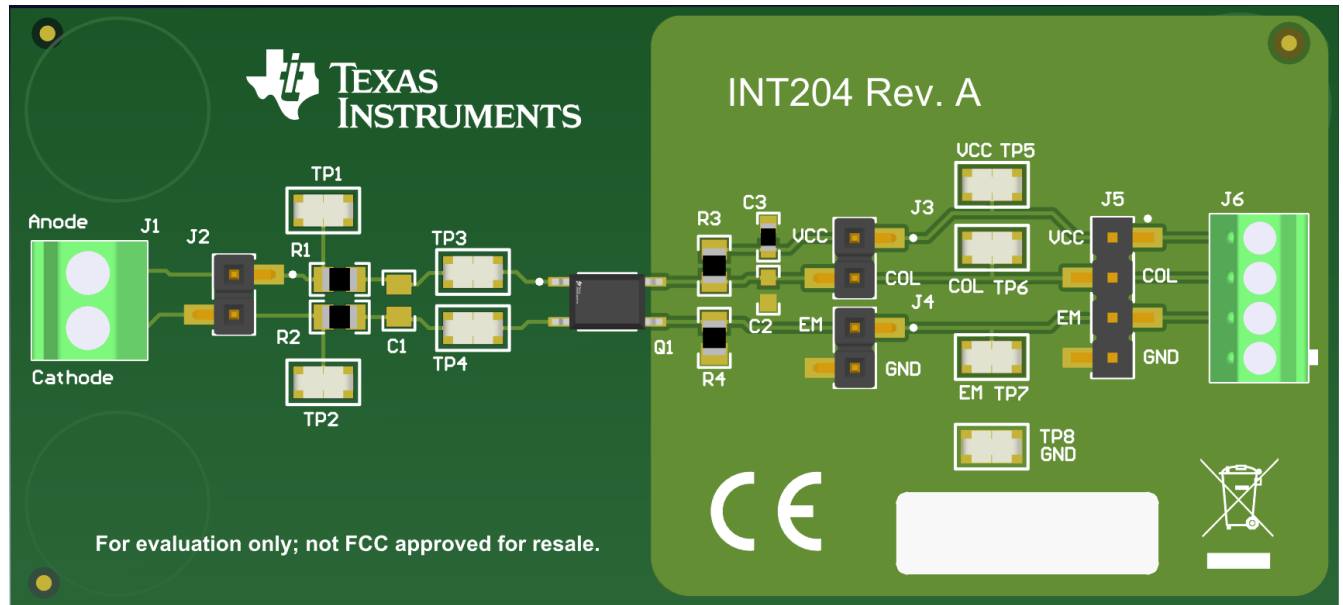 TEXAS
INSTRUMENTS
INT204 Rev. A
VCC TP5
TP1
C3
J3
J5
J6
Anode
J1
J2
R1
TP3
R3
VCC
VCC
COL
COL
COL TP6
J4
R2
C1
TP4
Q1
C2
EM
EM
R4
GND
GND
Cathode
TP2
EM TP7
TP8
GND
CE
For evaluation only; not FCC approved for resale.